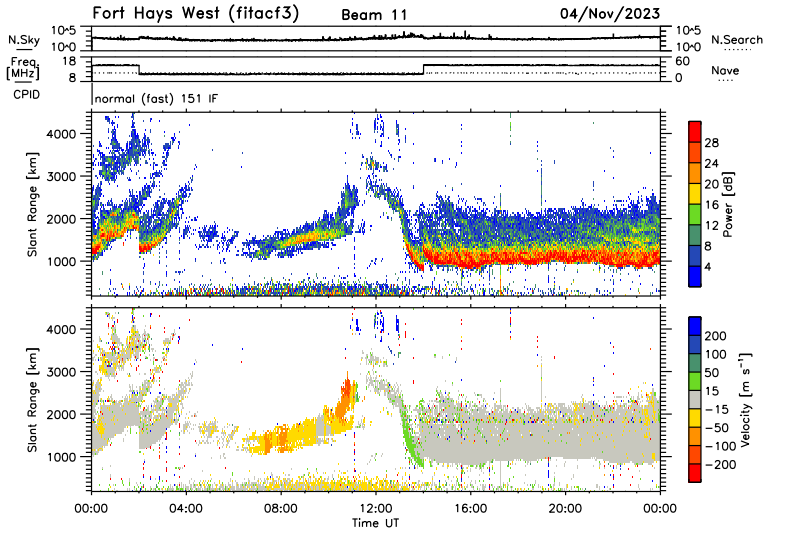 Fort Hays West (fitacf3) Beam 11 04/Nov/2023
N.Sky 10^5 10^0 10^5 10^0 N.Search
Freq. [MHz] 18 8 60 0 Nave
CPID normal (fast) 151 IF
Slant Range [km]
4000
3000
2000
1000
Power [dB]
28
24
20
16
12
8
4
Slant Range [km]
4000
3000
2000
1000
Velocity [m s⁻¹]
200
100
50
15
−15
−50
−100
−200
00:00 04:00 08:00 12:00 16:00 20:00 00:00
Time UT